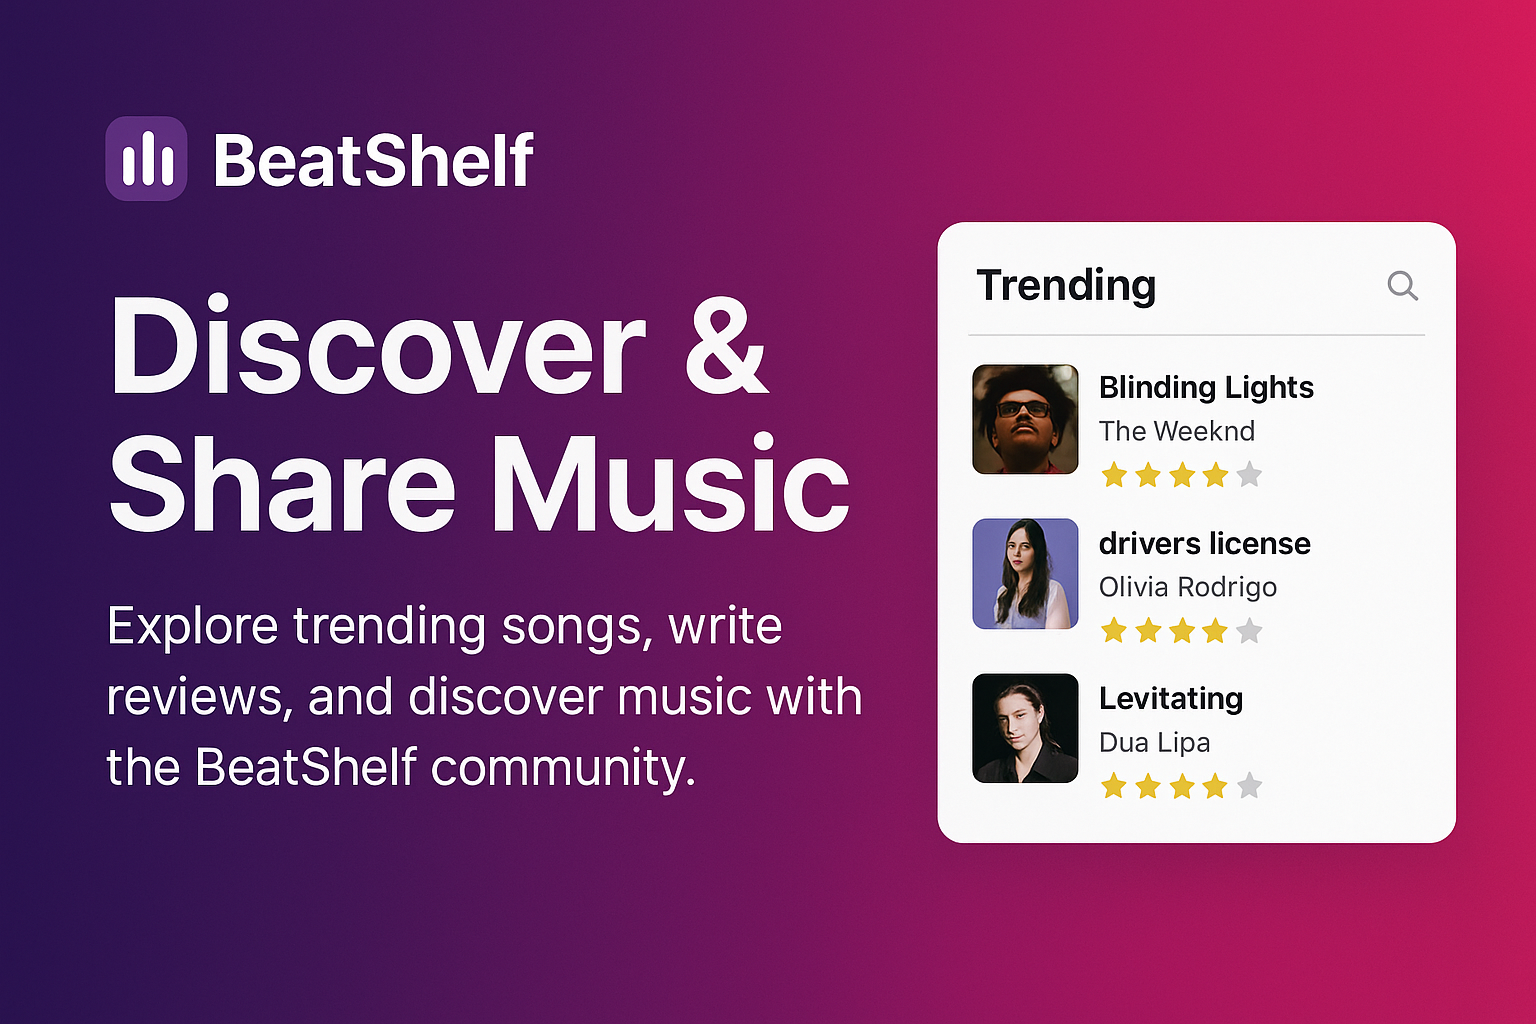 BeatShelf
Discover &
Share Music
Explore trending songs, write
reviews, and discover music with
the BeatShelf community.
Trending
Blinding Lights
The Weeknd
drivers license
Olivia Rodrigo
Levitating
Dua Lipa